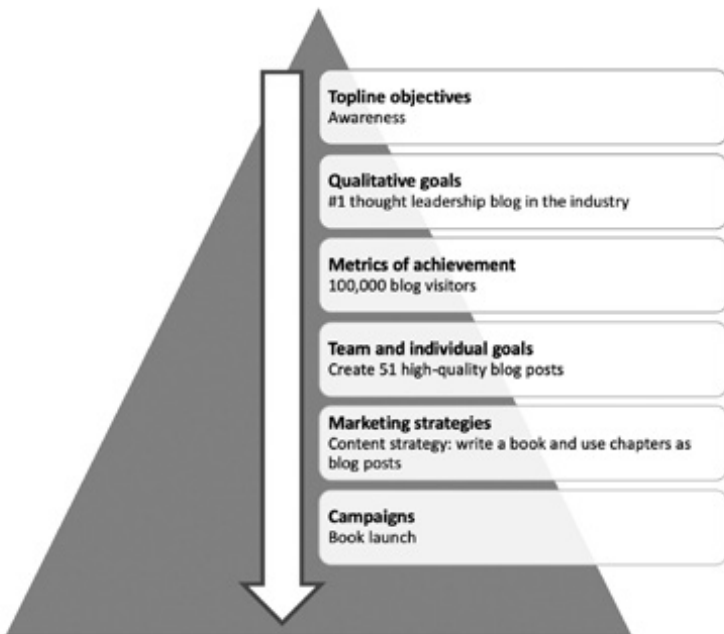 Topline objectives
Awareness
Qualitative goals
#1 thought leadership blog in the industry
Metrics of achievement
100,000 blog visitors
Team and individual goals
Create 51 high-quality blog posts
Marketing strategies
Content strategy: write a book and use chapters as
blog posts
Campaigns
Book launch